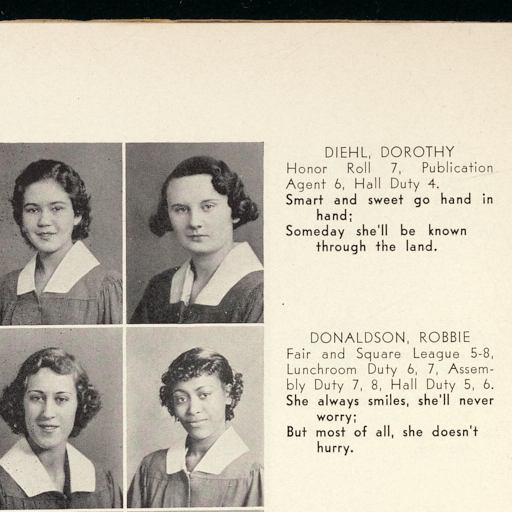 DIEHL, DOROTHY
Honor Roll 7, Publication
Agent 6, Hall Duty 4.
Smart and sweet go hand in
hand;
Someday she'll be known
through the land.
DONALDSON, ROBBIE
Fair and Square League 5-8,
Lunchroom Duty 6, 7, Assem-
bly Duty 7, 8, Hall Duty 5, 6.
She always smiles, she'll never
worry;
But most of all, she doesn't
hurry.